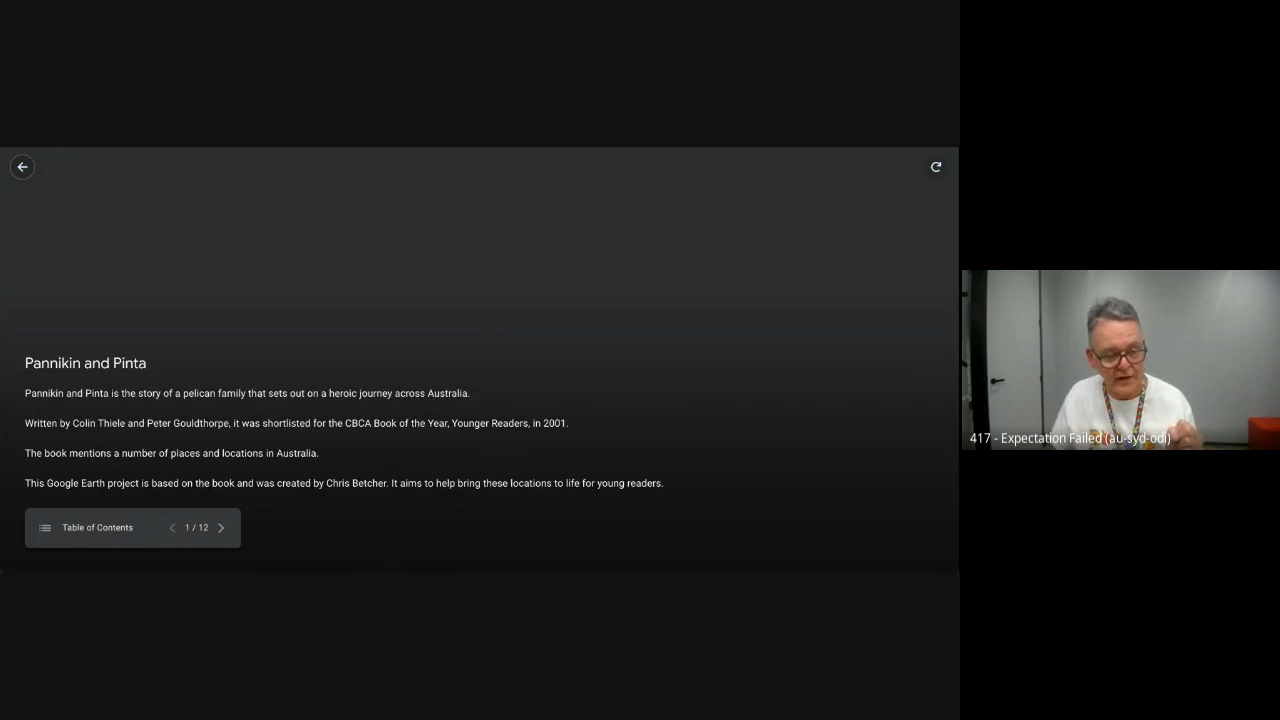 Pannikin and Pinta
Pannikin and Pinta is the story of a pelican family that sets out on a heroic journey across Australia.
Written by Colin Thiele and Peter Gouldthorpe, it was shortlisted for the CBCA Book of the Year, Younger Readers, in 2001.
The book mentions a number of places and locations in Australia.
This Google Earth project is based on the book and was created by Chris Betcher. It aims to help bring these locations to life for young readers.
Table of Contents 1 / 12
417 - Expectation Failed (au-syd-odi)